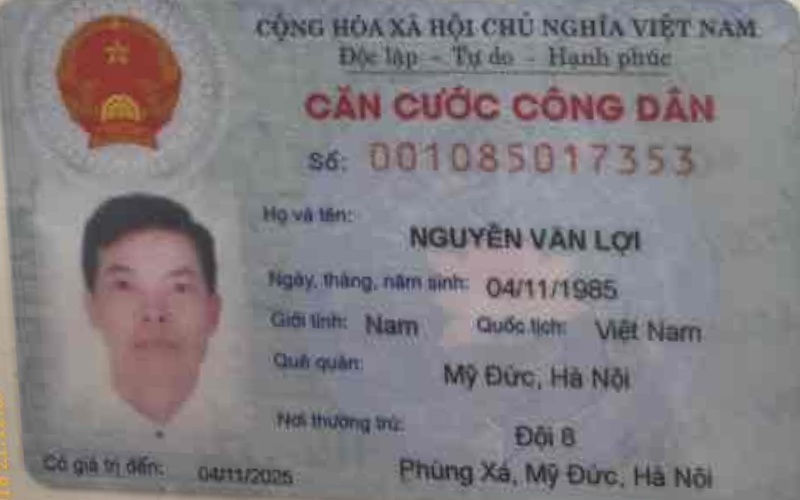 CỘNG HÒA XÃ HỘI CHỦ NGHĨA VIỆT NAM
Độc lập - Tự do - Hạnh phúc
CĂN CƯỚC CÔNG DÂN
Số: 001085017353
Họ và tên:
NGUYỄN VĂN LỢI
Ngày, tháng, năm sinh: 04/11/1985
Giới tính: Nam Quốc tịch: Việt Nam
Quê quán:
Mỹ Đức, Hà Nội
Nơi thường trú: Đội 8
Phùng Xá, Mỹ Đức, Hà Nội
Có giá trị đến: 04/11/2025